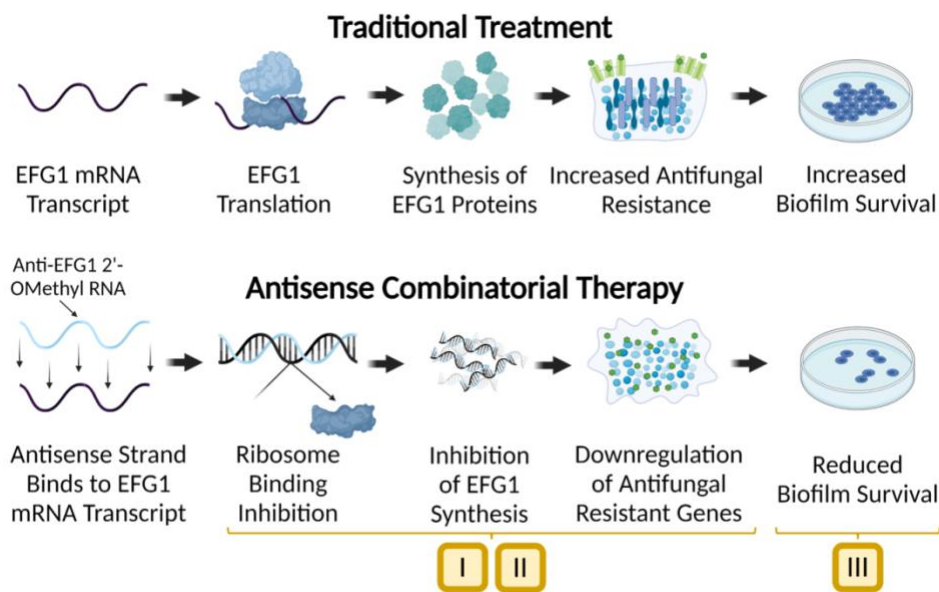 Traditional Treatment
EFG1 mRNA
Transcript
EFG1
Translation
Synthesis of
EFG1 Proteins
Increased Antifungal
Resistance
Increased
Biofilm Survival
Anti-EFG1 2'-
OMethyl RNA
Antisense Combinatorial Therapy
Antisense Strand
Binds to EFG1
mRNA Transcript
Ribosome
Binding
Inhibition
Inhibition
of EFG1
Synthesis
Downregulation
of Antifungal
Resistant Genes
Reduced
Biofilm Survival
I
II
III